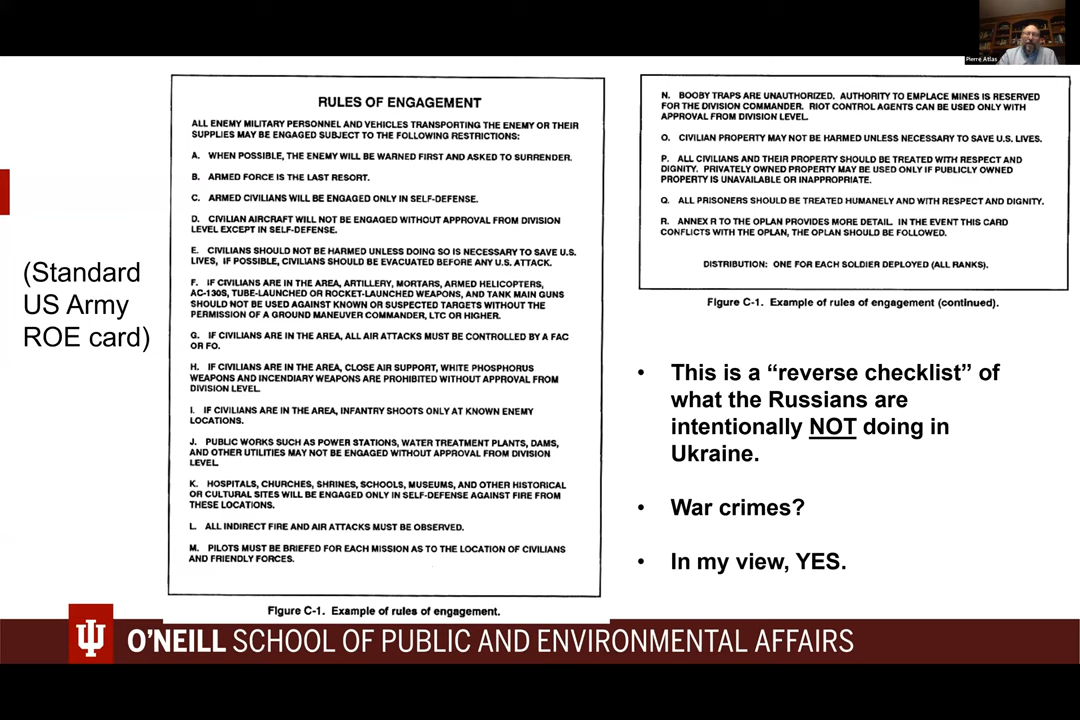 Pierre Atlas
(Standard
US Army
ROE card)
RULES OF ENGAGEMENT
ALL ENEMY MILITARY PERSONNEL AND VEHICLES TRANSPORTING THE ENEMY OR THEIR
SUPPLIES MAY BE ENGAGED SUBJECT TO THE FOLLOWING RESTRICTIONS:
A. WHEN POSSIBLE, THE ENEMY WILL BE WARNED FIRST AND ASKED TO SURRENDER.
B. ARMED FORCE IS THE LAST RESORT.
C. ARMED CIVILIANS WILL BE ENGAGED ONLY IN SELF-DEFENSE.
D. CIVILIAN AIRCRAFT WILL NOT BE ENGAGED WITHOUT APPROVAL FROM DIVISION
LEVEL EXCEPT IN SELF-DEFENSE.
E. CIVILIANS SHOULD NOT BE HARMED UNLESS DOING SO IS NECESSARY TO SAVE U.S.
LIVES, IF POSSIBLE, CIVILIANS SHOULD BE EVACUATED BEFORE ANY U.S. ATTACK.
F. IF CIVILIANS ARE IN THE AREA, ARTILLERY, MORTARS, ARMED HELICOPTERS,
AC-130S, TUBE-LAUNCHED OR ROCKET-LAUNCHED WEAPONS, AND TANK MAIN GUNS
SHOULD NOT BE USED AGAINST KNOWN OR SUSPECTED TARGETS WITHOUT THE
PERMISSION OF A GROUND MANEUVER COMMANDER, LTC OR HIGHER.
G. IF CIVILIANS ARE IN THE AREA, ALL AIR ATTACKS MUST BE CONTROLLED BY A FAC
OR FO.
H. IF CIVILIANS ARE IN THE AREA, CLOSE AIR SUPPORT, WHITE PHOSPHORUS
WEAPONS AND INCENDIARY WEAPONS ARE PROHIBITED WITHOUT APPROVAL FROM
DIVISION LEVEL.
I. IF CIVILIANS ARE IN THE AREA, INFANTRY SHOOTS ONLY AT KNOWN ENEMY
LOCATIONS.
J. PUBLIC WORKS SUCH AS POWER STATIONS, WATER TREATMENT PLANTS, DAMS,
AND OTHER UTILITIES MAY NOT BE ENGAGED WITHOUT APPROVAL FROM DIVISION
LEVEL.
K. HOSPITALS, CHURCHES, SHRINES, SCHOOLS, MUSEUMS, AND OTHER HISTORICAL
OR CULTURAL SITES WILL BE ENGAGED ONLY IN SELF-DEFENSE AGAINST FIRE FROM
THESE LOCATIONS.
L. ALL INDIRECT FIRE AND AIR ATTACKS MUST BE OBSERVED.
M. PILOTS MUST BE BRIEFED FOR EACH MISSION AS TO THE LOCATION OF CIVILIANS
AND FRIENDLY FORCES.
Figure C-1. Example of rules of engagement.
N. BOOBY TRAPS ARE UNAUTHORIZED. AUTHORITY TO EMPLACE MINES IS RESERVED
FOR THE DIVISION COMMANDER. RIOT CONTROL AGENTS CAN BE USED ONLY WITH
APPROVAL FROM DIVISION LEVEL.
O. CIVILIAN PROPERTY MAY NOT BE HARMED UNLESS NECESSARY TO SAVE U.S. LIVES.
P. ALL CIVILIANS AND THEIR PROPERTY SHOULD BE TREATED WITH RESPECT AND
DIGNITY. PRIVATELY OWNED PROPERTY MAY BE USED ONLY IF PUBLICLY OWNED
PROPERTY IS UNAVAILABLE OR INAPPROPRIATE.
Q. ALL PRISONERS SHOULD BE TREATED HUMANELY AND WITH RESPECT AND DIGNITY.
R. ANNEX R TO THE OPLAN PROVIDES MORE DETAIL. IN THE EVENT THIS CARD
CONFLICTS WITH THE OPLAN, THE OPLAN SHOULD BE FOLLOWED.
DISTRIBUTION: ONE FOR EACH SOLDIER DEPLOYED (ALL RANKS).
Figure C-1. Example of rules of engagement (continued).
• This is a “reverse checklist” of
what the Russians are
intentionally NOT doing in
Ukraine.
• War crimes?
• In my view, YES.
O'NEILL SCHOOL OF PUBLIC AND ENVIRONMENTAL AFFAIRS